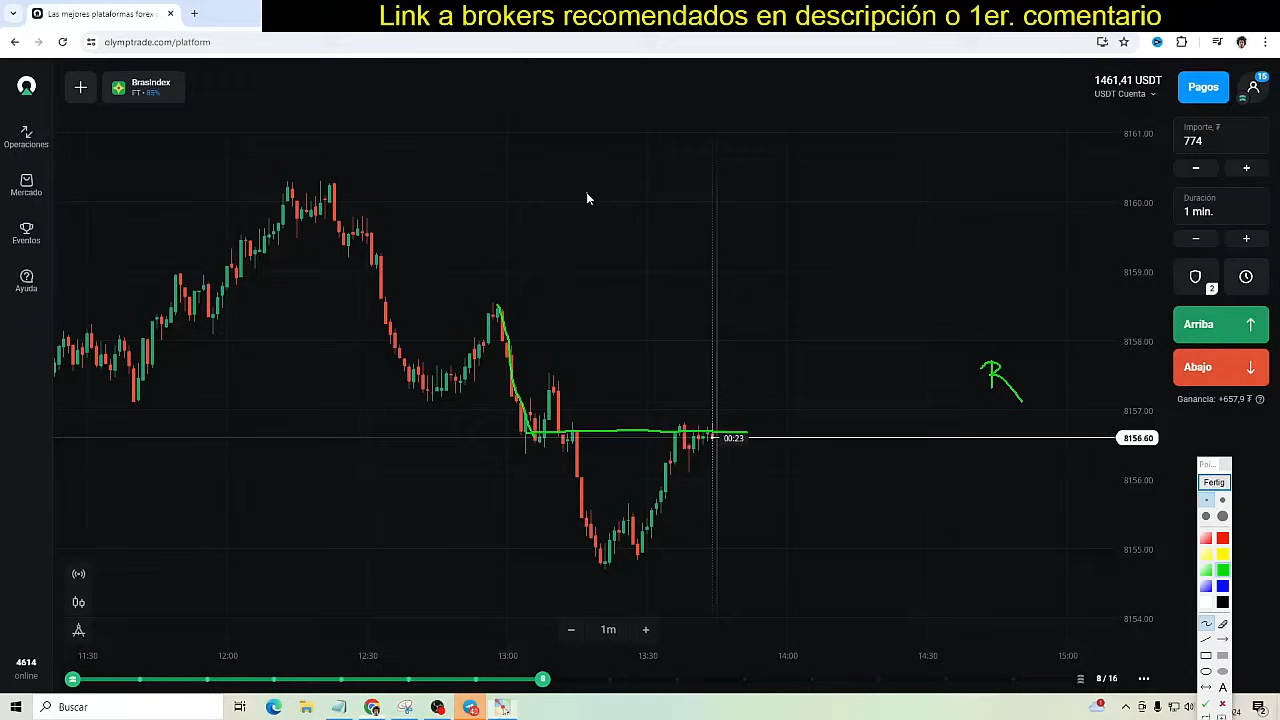 Link a brokers recomendados en descripción o 1er. comentario
Las mejores plataformas forex c
olymptrade.com/platform
BrasIndex
FT • 85%
1461,41 USDT
USDT Cuenta
Pagos
15
Operaciones
Mercado
Eventos
Ayuda
Importe, ₮
774
Duración
1 min.
2
Arriba
Abajo
Ganancia: +657,9 ₮
8161.00
8160.00
8159.00
8158.00
8157.00
8156.60
8156.00
8155.00
8154.00
00:23
R
Poi...
Fertig
A
1m
11:30 12:00 12:30 13:00 13:30 14:00 14:30 15:00
4614
online
8
8 / 16
Buscar
2